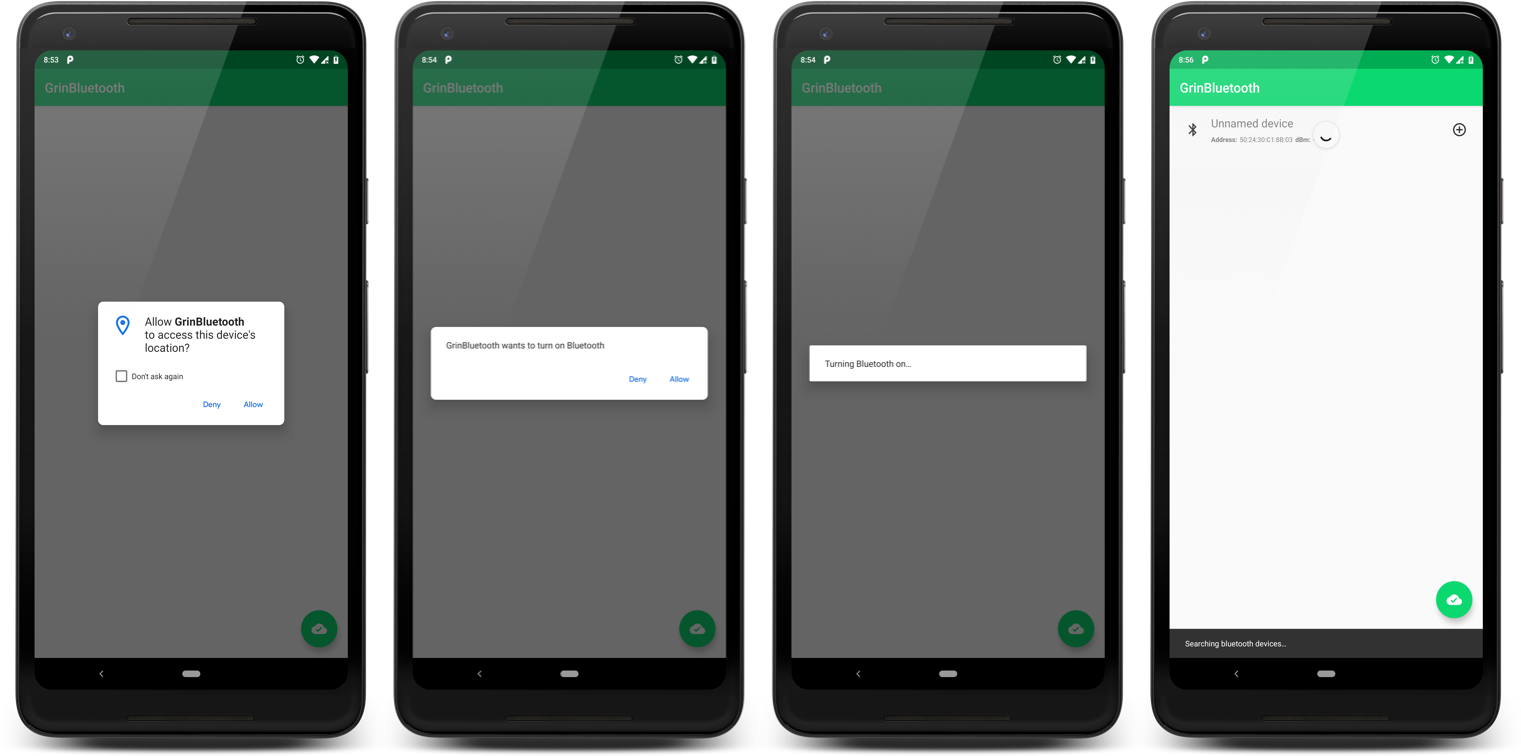 8:53
GrinBluetooth
Allow GrinBluetooth
to access this device's
location?
Don't ask again
Deny Allow
8:54
GrinBluetooth
GrinBluetooth wants to turn on Bluetooth
Deny Allow
8:54
GrinBluetooth
Turning Bluetooth on...
8:56
GrinBluetooth
Unnamed device
Address: 50:24:30:C1:8B:03 dBm:
Searching bluetooth devices...